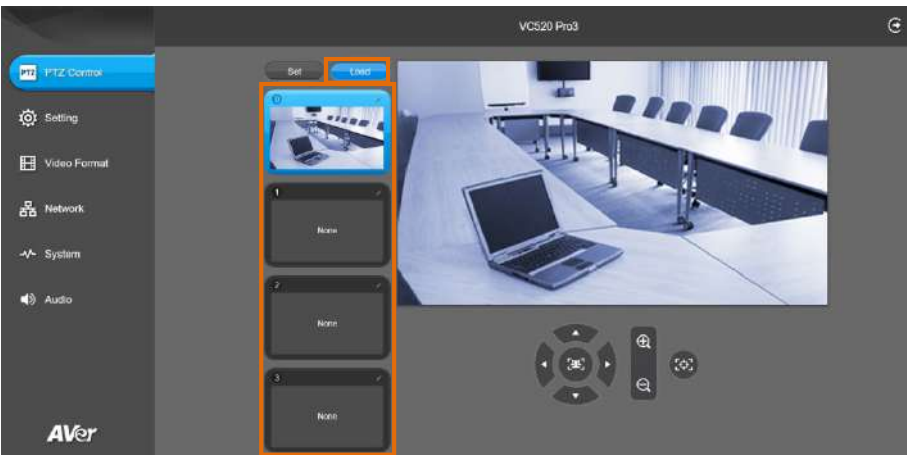 VC520 Pro3
PTZ PTZ Control
Setting
Video Format
Network
System
Audio
AVer
Set
Load
0
1
None
2
None
3
None